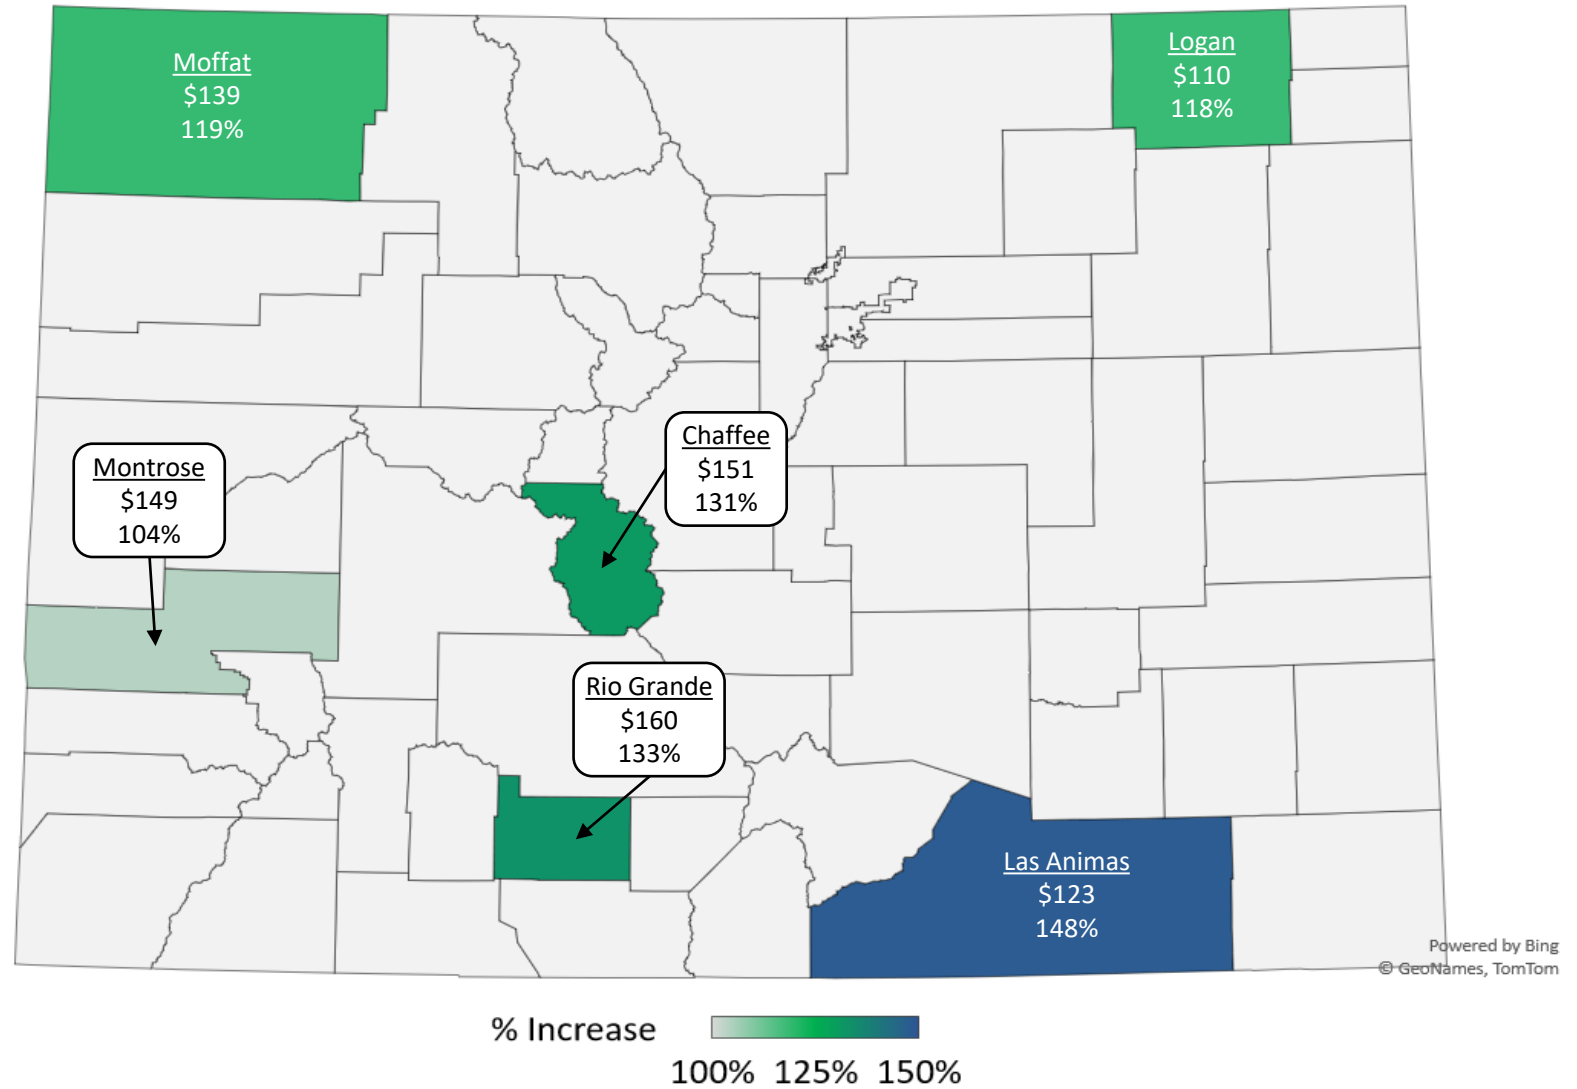 Moffat
$139
119%
Logan
$110
118%
Chaffee
$151
131%
Montrose
$149
104%
Rio Grande
$160
133%
Las Animas
$123
148%
Powered by Bing
© GeoNames, TomTom
% Increase
100% 125% 150%